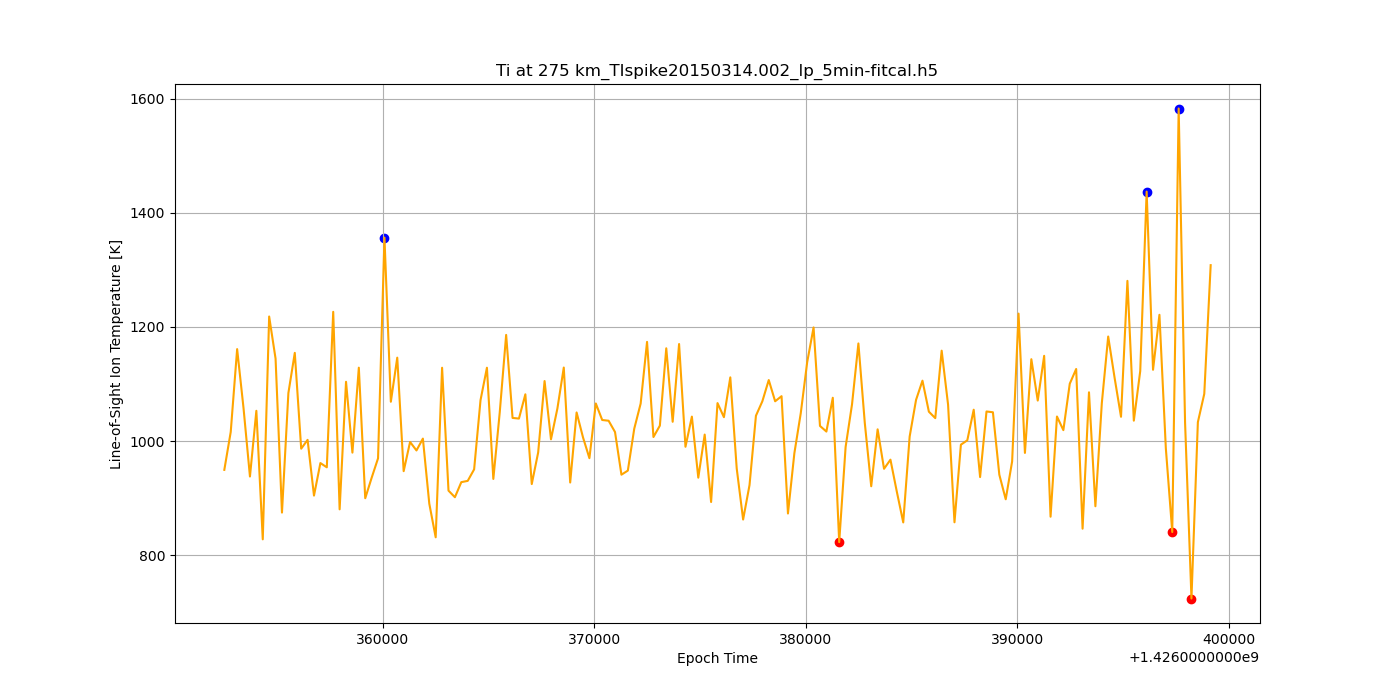 Ti at 275 km_TIspike20150314.002_lp_5min-fitcal.h5
Line-of-Sight Ion Temperature [K]
1600
1400
1200
1000
800
360000
370000
380000
390000
400000
Epoch Time
+1.4260000000e9